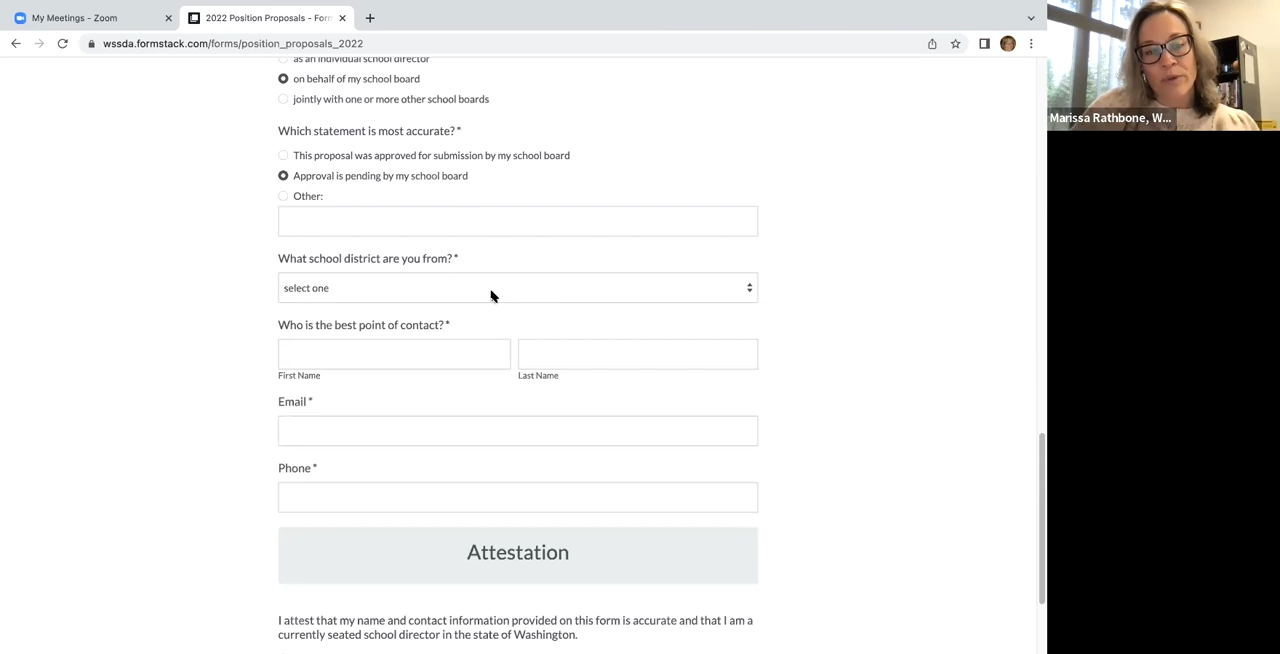 My Meetings - Zoom
2022 Position Proposals - Form
wssda.formstack.com/forms/position_proposals_2022
as an individual school director
on behalf of my school board
jointly with one or more other school boards
Which statement is most accurate?*
This proposal was approved for submission by my school board
Approval is pending by my school board
Other:
What school district are you from?*
select one
Who is the best point of contact?*
First Name
Last Name
Email*
Phone*
Attestation
I attest that my name and contact information provided on this form is accurate and that I am a
currently seated school director in the state of Washington.
Marissa Rathbone, W...